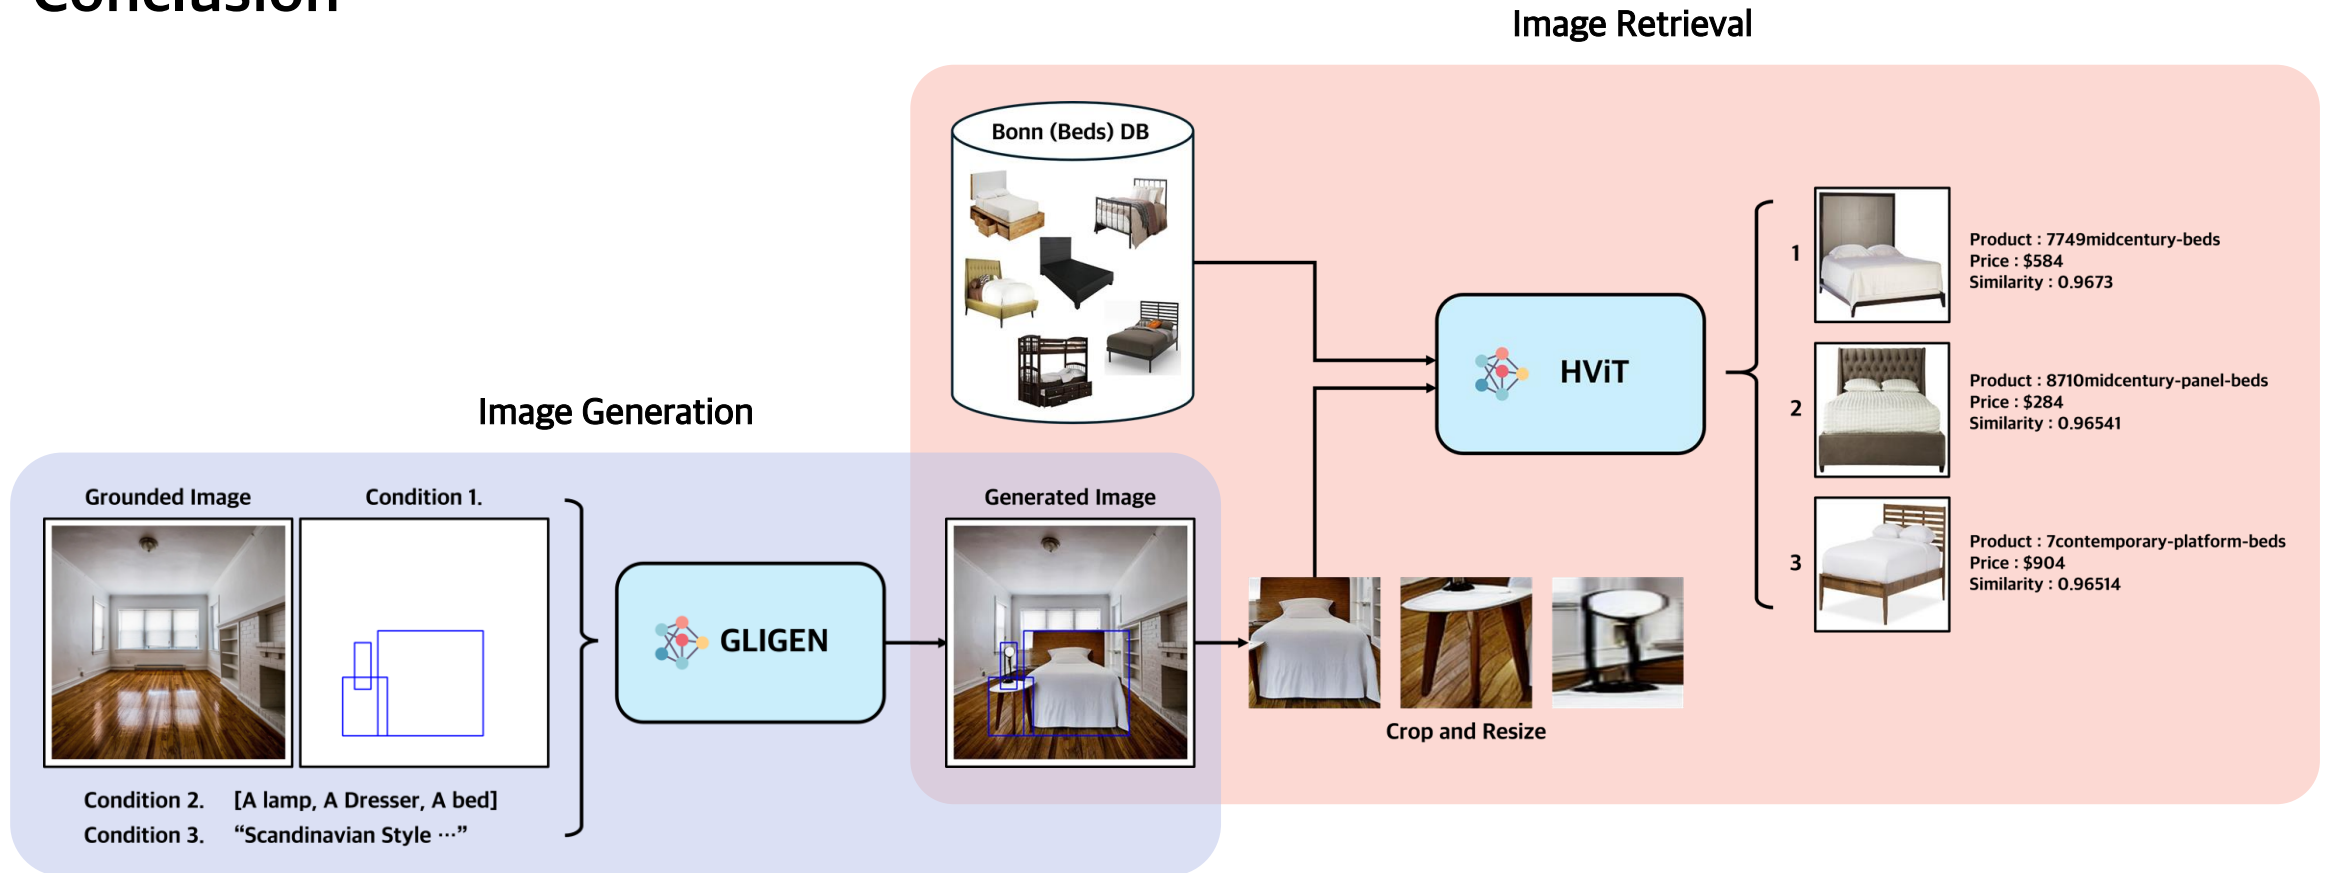 Conclusion
Image Retrieval
Bonn (Beds) DB
1
Product : 7749midcentury-beds
Price : $584
Similarity : 0.9673
HViT
2
Product : 8710midcentury-panel-beds
Price : $284
Similarity : 0.96541
3
Product : 7contemporary-platform-beds
Price : $904
Similarity : 0.96514
Image Generation
Grounded Image
Condition 1.
Generated Image
GLIGEN
Crop and Resize
Condition 2. [A lamp, A Dresser, A bed]
Condition 3. “Scandinavian Style ···”